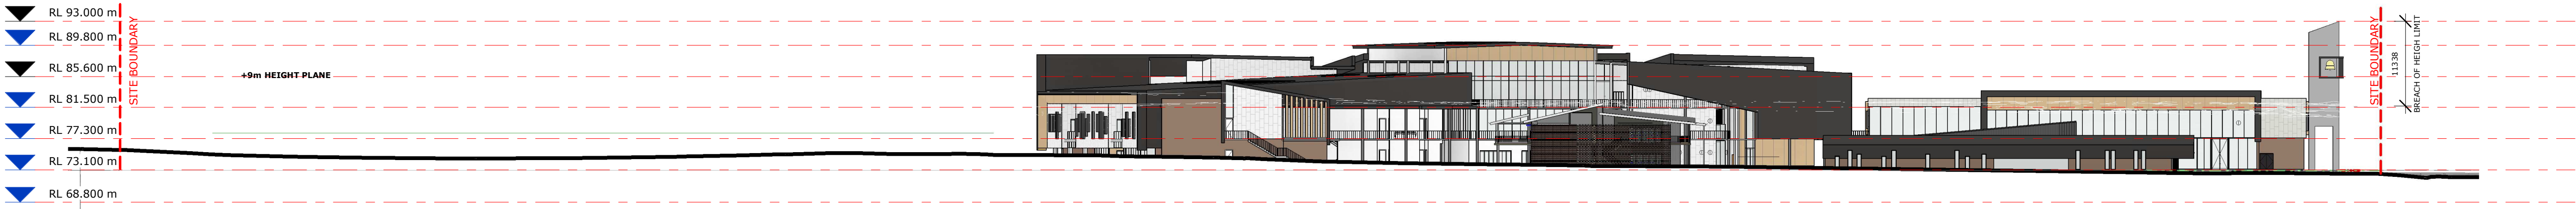 RL 93.000 m
RL 89.800 m
RL 85.600 m
RL 81.500 m
RL 77.300 m
RL 73.100 m
RL 68.800 m
SITE BOUNDARY
+9m HEIGHT PLANE
SITE BOUNDARY
11338
BREACH OF HEIGH LIMIT